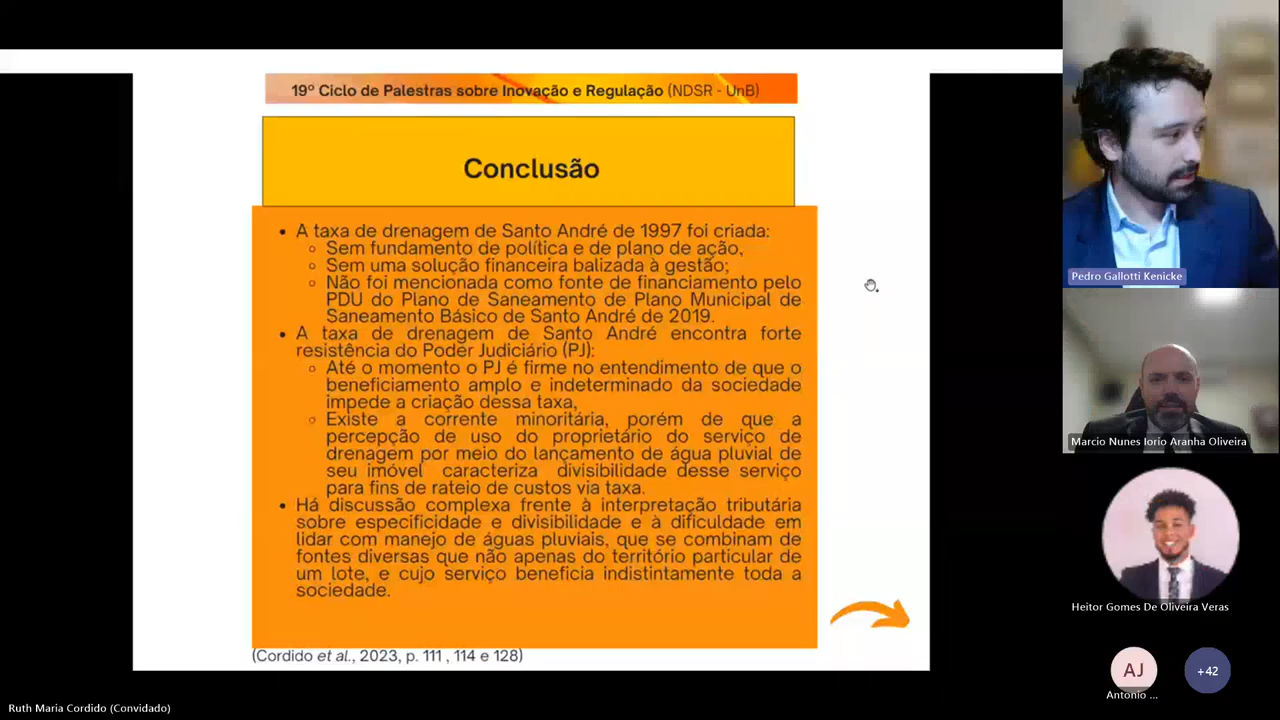 19º Ciclo de Palestras sobre Inovação e Regulação (NDSR - UnB)
Conclusão
• A taxa de drenagem de Santo André de 1997 foi criada:
◦ Sem fundamento de política e de plano de ação,
◦ Sem uma solução financeira balizada à gestão;
◦ Não foi mencionada como fonte de financiamento pelo
PDU do Plano de Saneamento de Plano Municipal de
Saneamento Básico de Santo André de 2019.
• A taxa de drenagem de Santo André encontra forte
resistência do Poder Judiciário (PJ):
◦ Até o momento o PJ é firme no entendimento de que o
beneficiamento amplo e indeterminado da sociedade
impede a criação dessa taxa,
◦ Existe a corrente minoritária, porém de que a
percepção de uso do proprietário do serviço de
drenagem por meio do lançamento de água pluvial de
seu imóvel caracteriza divisibilidade desse serviço
para fins de rateio de custos via taxa.
• Há discussão complexa frente à interpretação tributária
sobre especificidade e divisibilidade e à dificuldade em
lidar com manejo de águas pluviais, que se combinam de
fontes diversas que não apenas do território particular de
um lote, e cujo serviço beneficia indistintamente toda a
sociedade.
(Cordido et al., 2023, p. 111 , 114 e 128)
Pedro Gallotti Kenicke
Marcio Nunes Iorio Aranha Oliveira
Heitor Gomes De Oliveira Veras
AJ
+42
Antonio ...
Ruth Maria Cordido (Convidado)